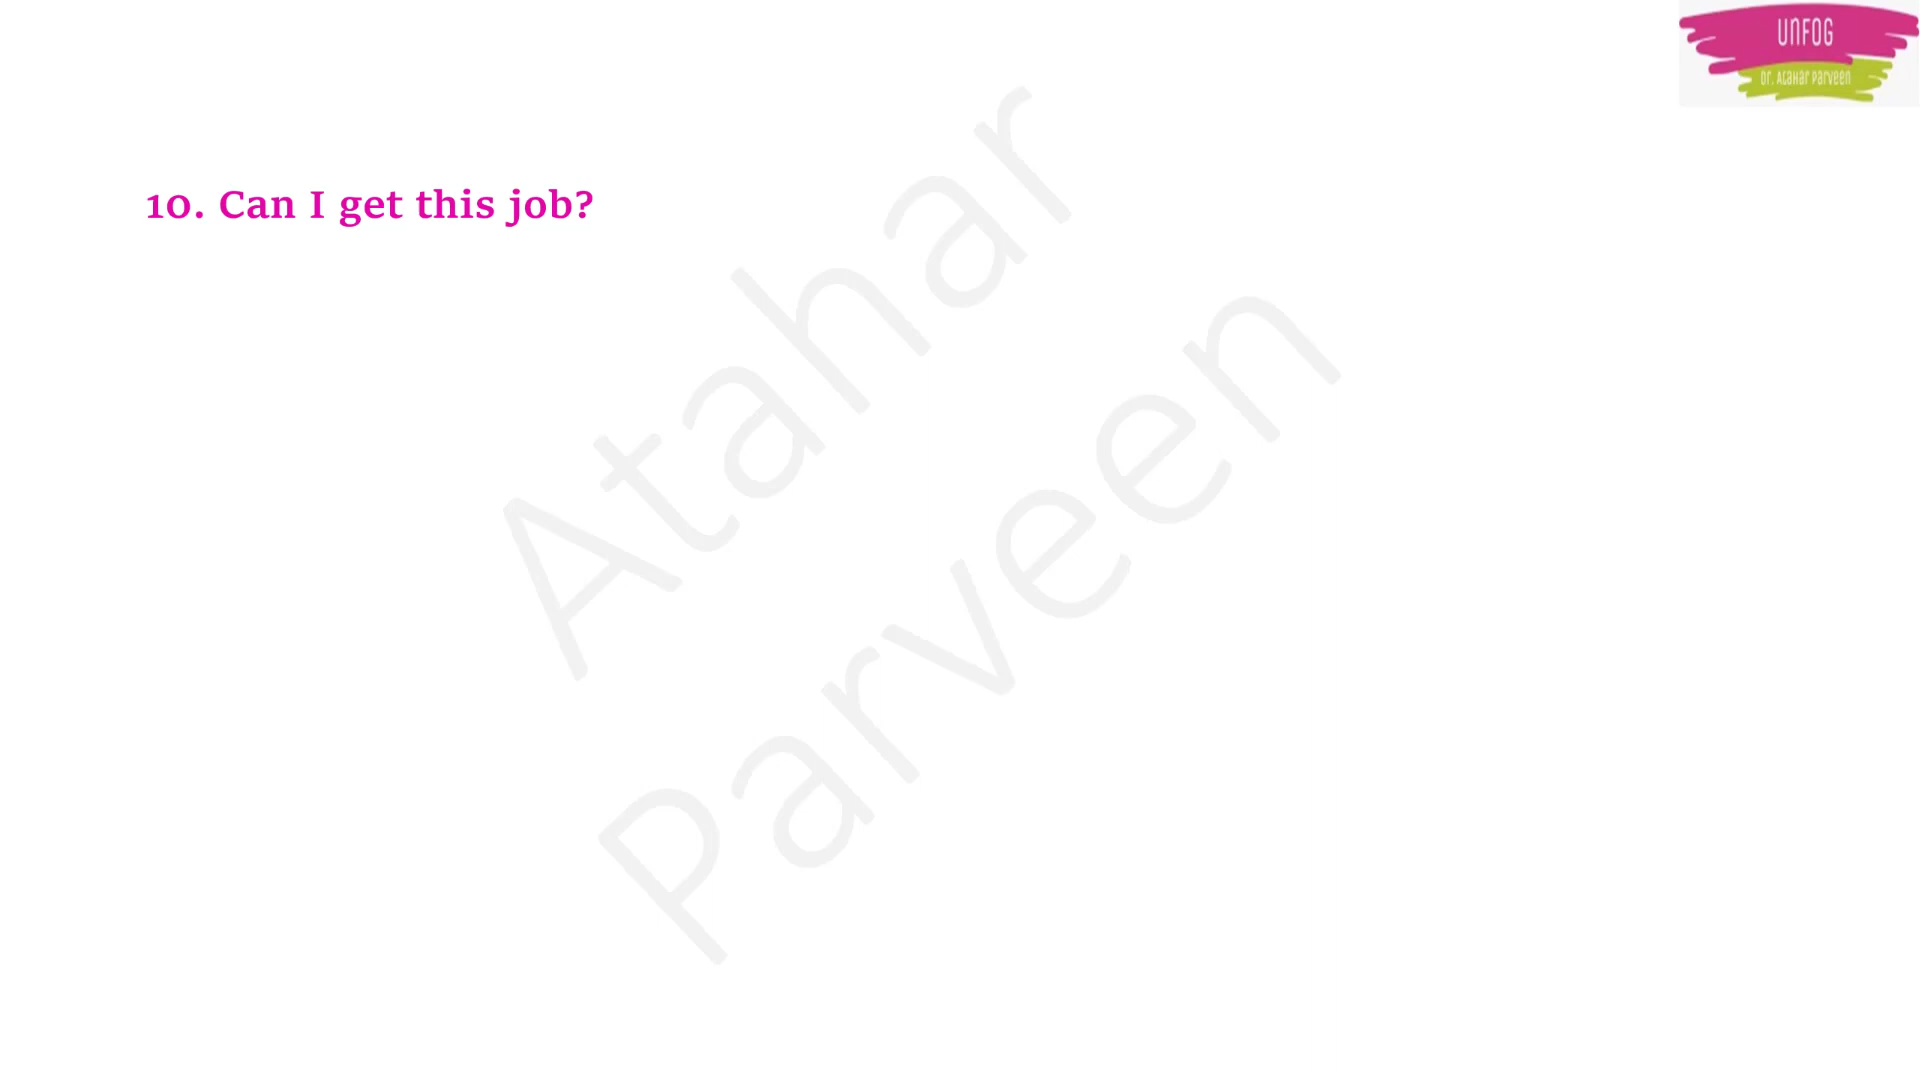 UNFOG
Dr. Atahar Parveen
10. Can I get this job?
Atahar
Parveen